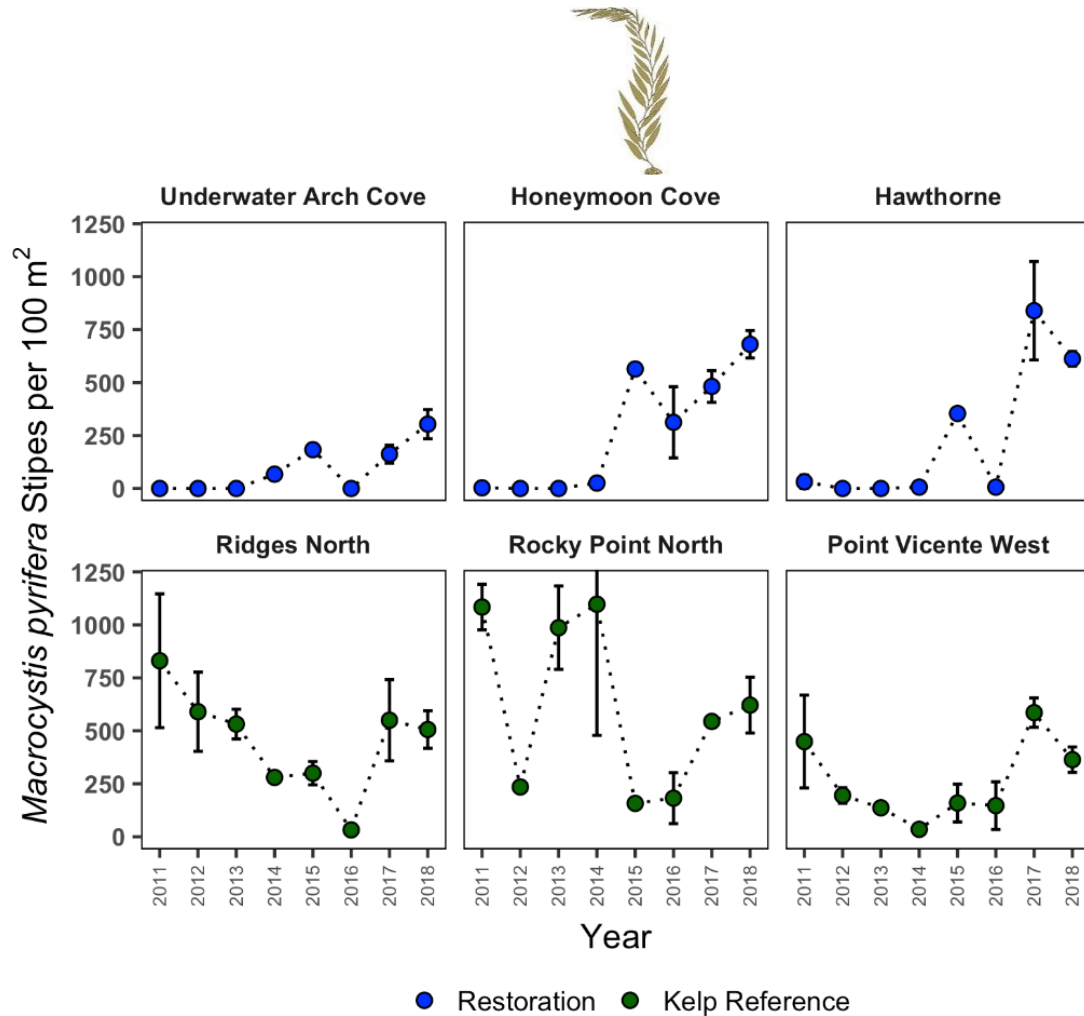 Underwater Arch Cove
Honeymoon Cove
Hawthorne
Macrocystis pyrifera Stipes per 100 m²
1250
1000
750
500
250
0
Ridges North
Rocky Point North
Point Vicente West
1250
1000
750
500
250
0
2011 2012 2013 2014 2015 2016 2017 2018
2011 2012 2013 2014 2015 2016 2017 2018
2011 2012 2013 2014 2015 2016 2017 2018
Year
Restoration
Kelp Reference